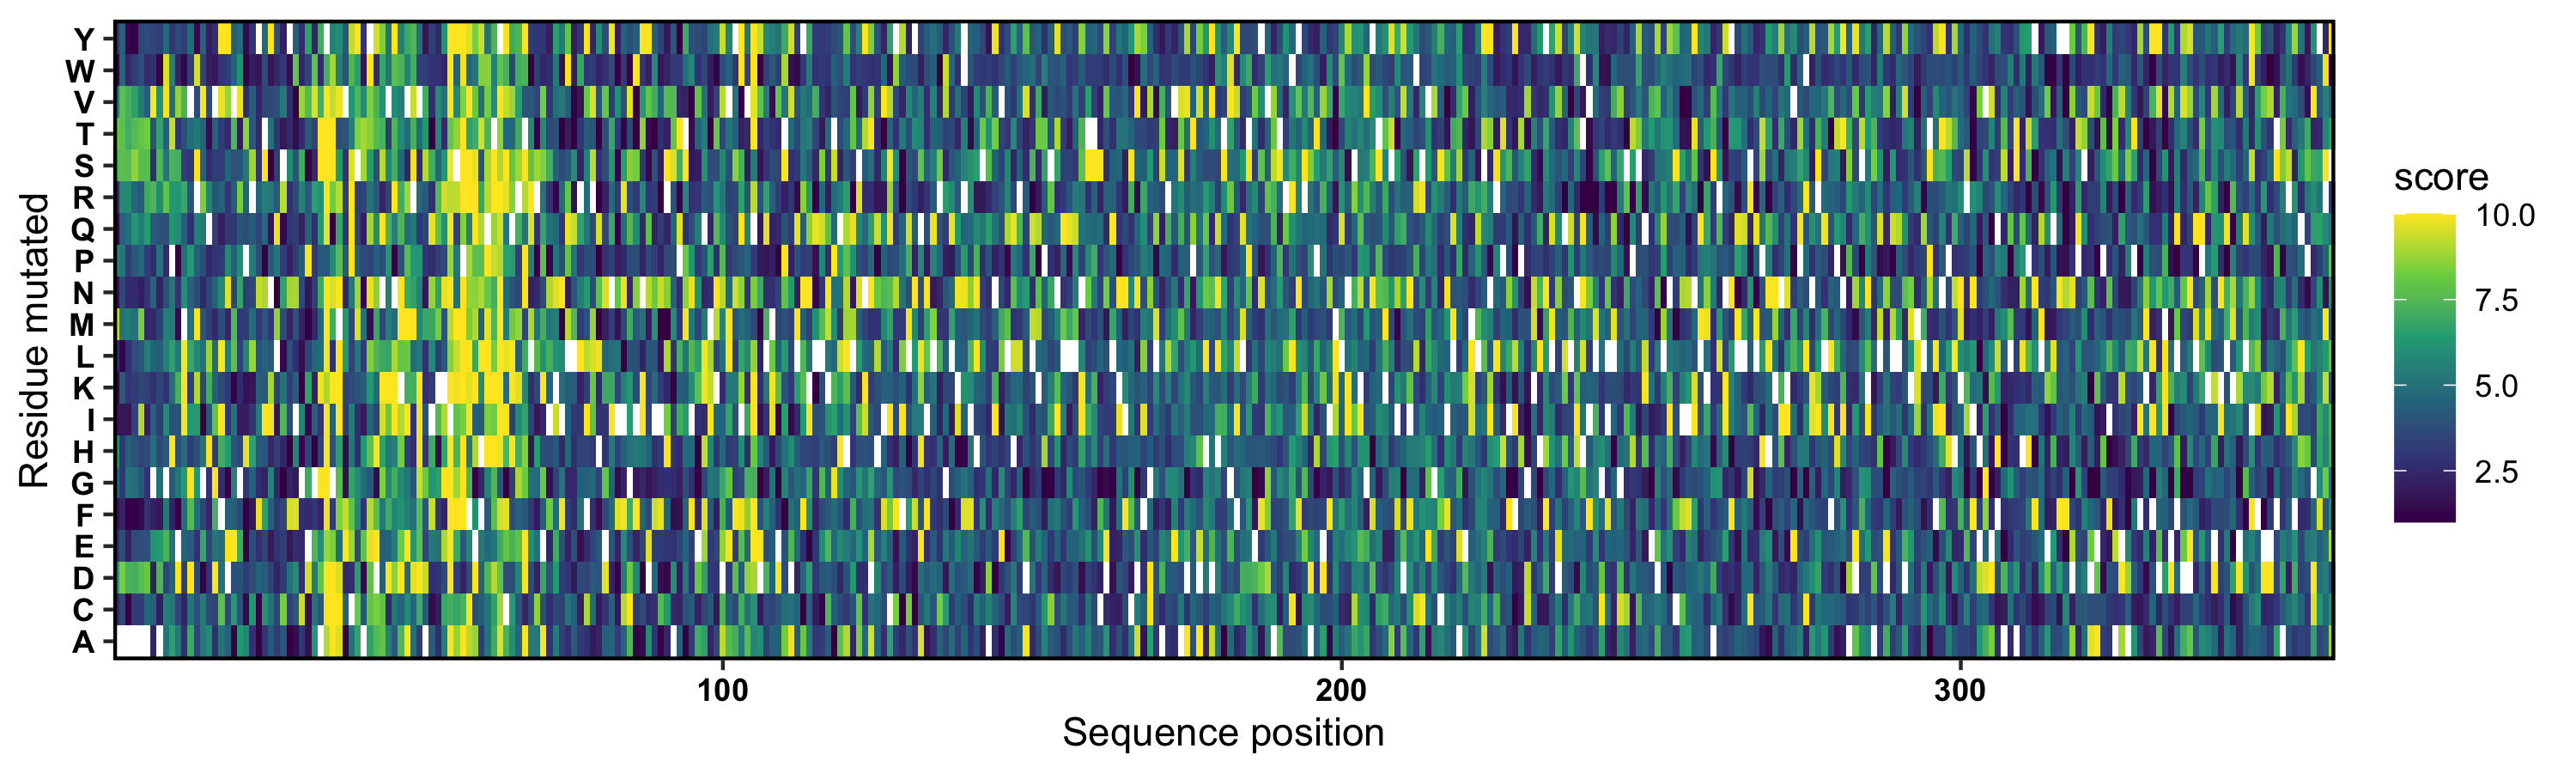 Residue mutated
Y
W
V
T
S
R
Q
P
N
M
L
K
I
H
G
F
E
D
C
A
100
200
300
Sequence position
score
10.0
7.5
5.0
2.5